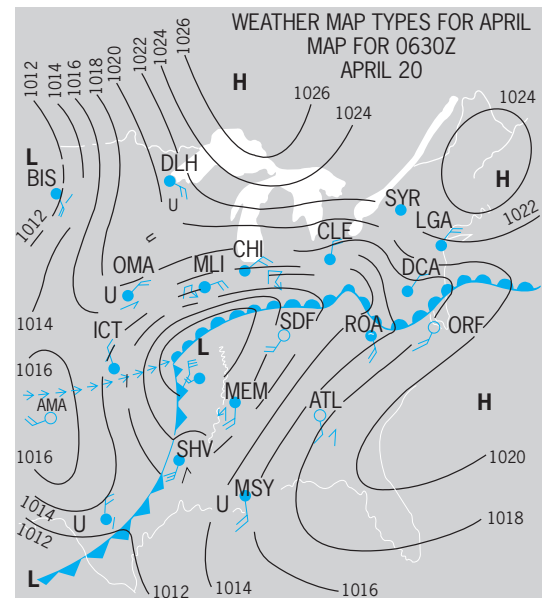 WEATHER MAP TYPES FOR APRIL
MAP FOR 0630Z
APRIL 20
1012
1014
1016
1018
1020
1022
1024
1026
H
1026
1024
1024
L
BIS
DLH
U
H
SYR
LGA
1022
1012
CLE
CHI
MLI
OMA
DCA
U
1014
ICT
SDF
ROA
ORF
L
1016
AMA
MEM
ATL
H
SHV
1016
1020
MSY
U
1014
U
1012
1018
L
1012
1014
1016